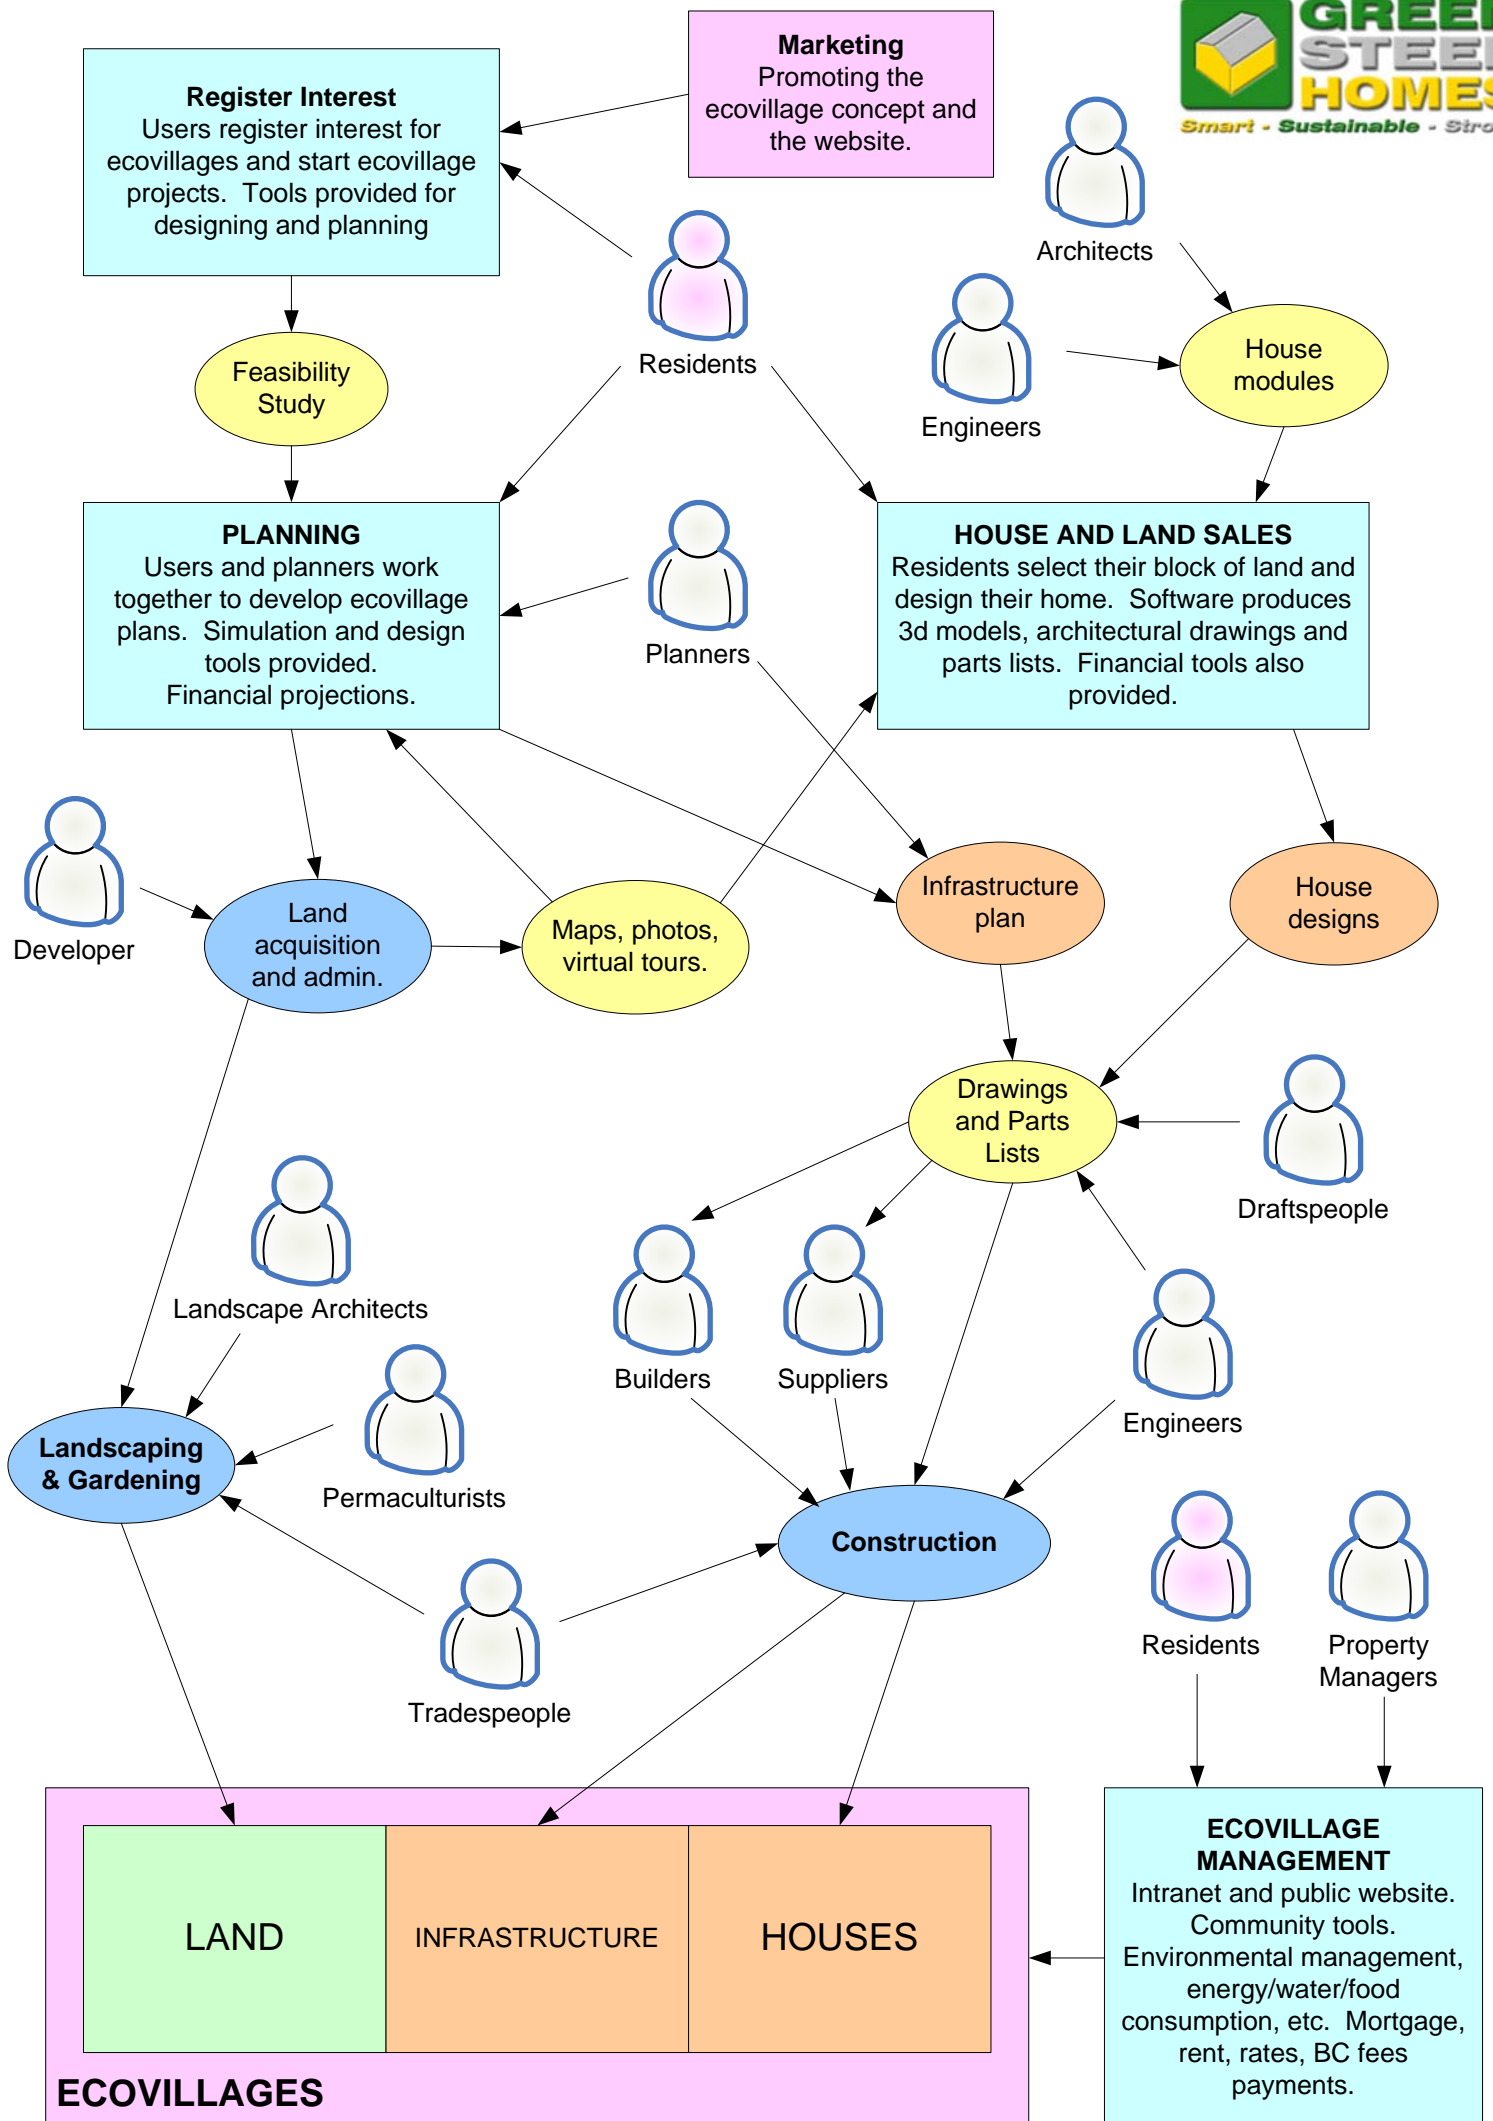 GREEN
STEEL
HOMES
Smart - Sustainable - Stro
Marketing
Promoting the
ecovillage concept and
the website.
Register Interest
Users register interest for
ecovillages and start ecovillage
projects.  Tools provided for
designing and planning
Architects
Residents
Engineers
House
modules
Feasibility
Study
PLANNING
Users and planners work
together to develop ecovillage
plans.  Simulation and design
tools provided.
Financial projections.
Planners
HOUSE AND LAND SALES
Residents select their block of land and
design their home.  Software produces
3d models, architectural drawings and
parts lists.  Financial tools also
provided.
Developer
Land
acquisition
and admin.
Maps, photos,
virtual tours.
Infrastructure
plan
House
designs
Drawings
and Parts
Lists
Draftspeople
Landscape Architects
Builders
Suppliers
Engineers
Landscaping
& Gardening
Permaculturists
Construction
Tradespeople
Residents
Property
Managers
LAND
INFRASTRUCTURE
HOUSES
ECOVILLAGES
ECOVILLAGE
MANAGEMENT
Intranet and public website.
Community tools.
Environmental management,
energy/water/food
consumption, etc.  Mortgage,
rent, rates, BC fees
payments.